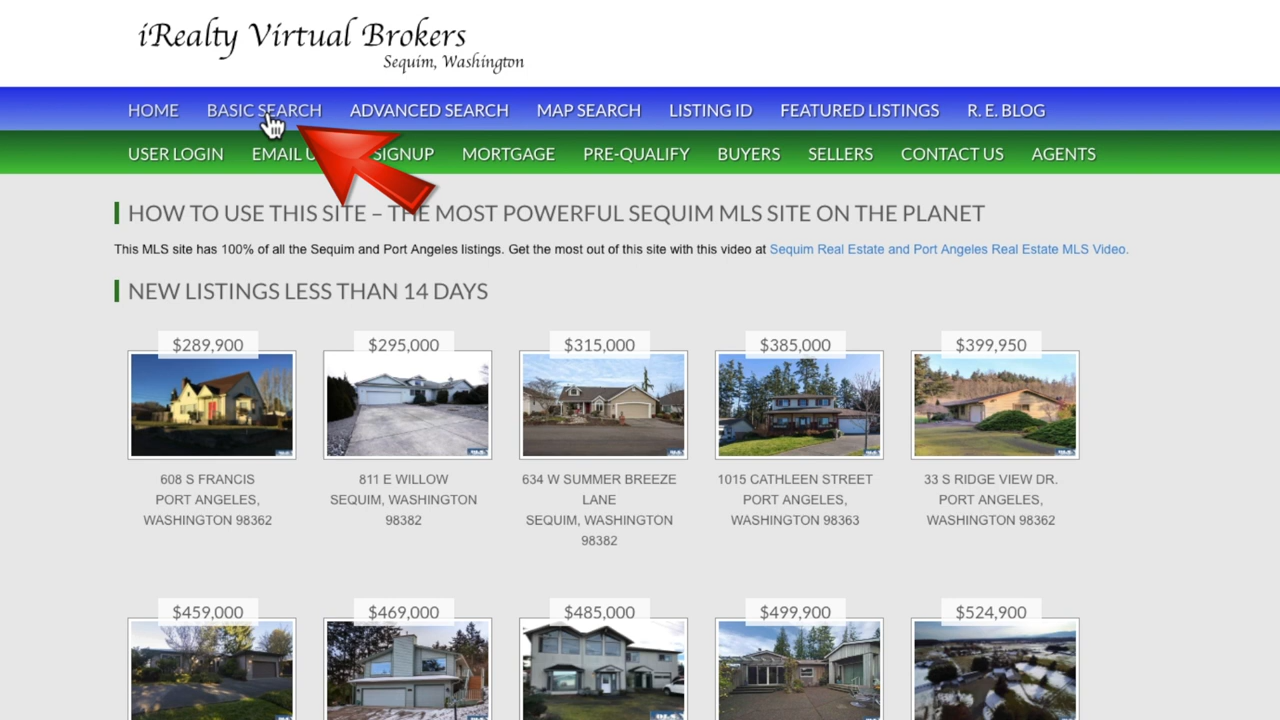 iRealty Virtual Brokers
Sequim, Washington
HOME BASIC SEARCH ADVANCED SEARCH MAP SEARCH LISTING ID FEATURED LISTINGS R. E. BLOG
USER LOGIN EMAIL U SIGNUP MORTGAGE PRE-QUALIFY BUYERS SELLERS CONTACT US AGENTS
HOW TO USE THIS SITE – THE MOST POWERFUL SEQUIM MLS SITE ON THE PLANET
This MLS site has 100% of all the Sequim and Port Angeles listings. Get the most out of this site with this video at Sequim Real Estate and Port Angeles Real Estate MLS Video.
NEW LISTINGS LESS THAN 14 DAYS
$289,900 $295,000 $315,000 $385,000 $399,950
608 S FRANCIS
PORT ANGELES,
WASHINGTON 98362
811 E WILLOW
SEQUIM, WASHINGTON
98382
634 W SUMMER BREEZE
LANE
SEQUIM, WASHINGTON
98382
1015 CATHLEEN STREET
PORT ANGELES,
WASHINGTON 98363
33 S RIDGE VIEW DR.
PORT ANGELES,
WASHINGTON 98362
$459,000 $469,000 $485,000 $499,900 $524,900